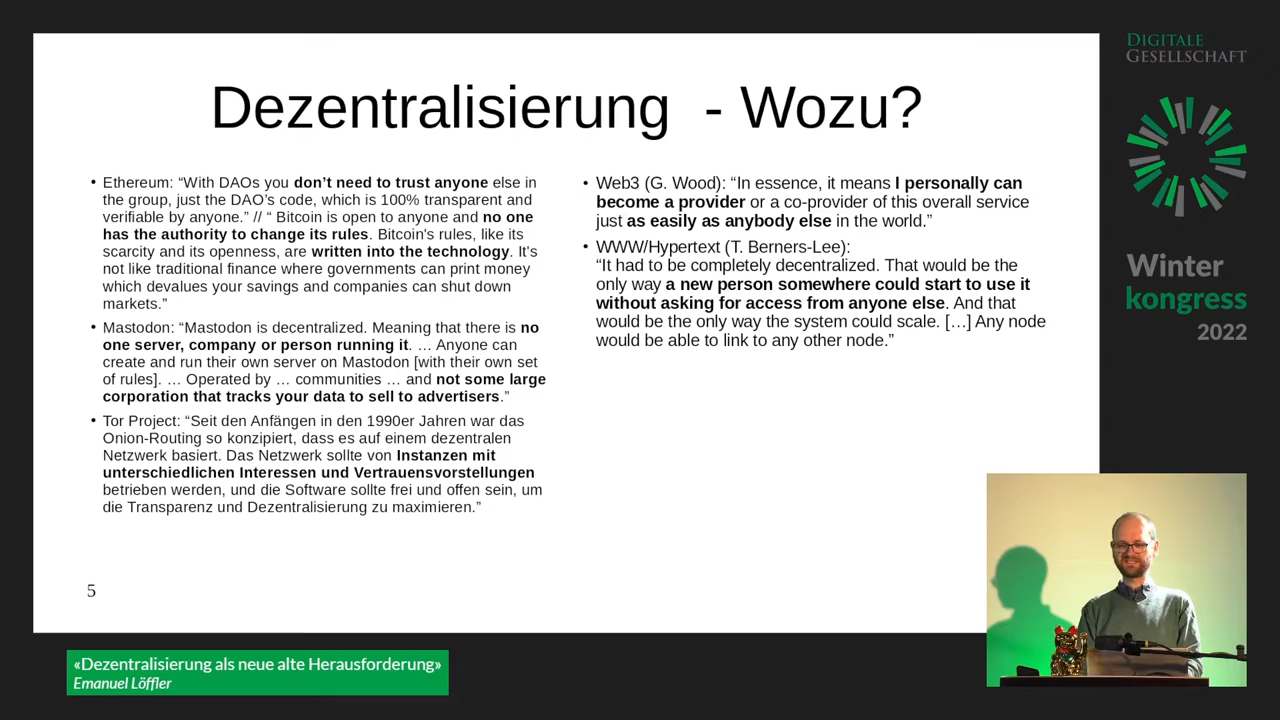 Dezentralisierung - Wozu?
• Ethereum: “With DAOs you don’t need to trust anyone else in
the group, just the DAO’s code, which is 100% transparent and
verifiable by anyone.” // “ Bitcoin is open to anyone and no one
has the authority to change its rules. Bitcoin's rules, like its
scarcity and its openness, are written into the technology. It's
not like traditional finance where governments can print money
which devalues your savings and companies can shut down
markets.”
• Mastodon: “Mastodon is decentralized. Meaning that there is no
one server, company or person running it. … Anyone can
create and run their own server on Mastodon [with their own set
of rules]. … Operated by … communities … and not some large
corporation that tracks your data to sell to advertisers.”
• Tor Project: “Seit den Anfängen in den 1990er Jahren war das
Onion-Routing so konzipiert, dass es auf einem dezentralen
Netzwerk basiert. Das Netzwerk sollte von Instanzen mit
unterschiedlichen Interessen und Vertrauensvorstellungen
betrieben werden, und die Software sollte frei und offen sein, um
die Transparenz und Dezentralisierung zu maximieren.”
• Web3 (G. Wood): “In essence, it means I personally can
become a provider or a co-provider of this overall service
just as easily as anybody else in the world.”
• WWW/Hypertext (T. Berners-Lee):
“It had to be completely decentralized. That would be the
only way a new person somewhere could start to use it
without asking for access from anyone else. And that
would be the only way the system could scale. […] Any node
would be able to link to any other node.”
5
DIGITALE
GESELLSCHAFT
Winter
kongress
2022
«Dezentralisierung als neue alte Herausforderung»
Emanuel Löffler